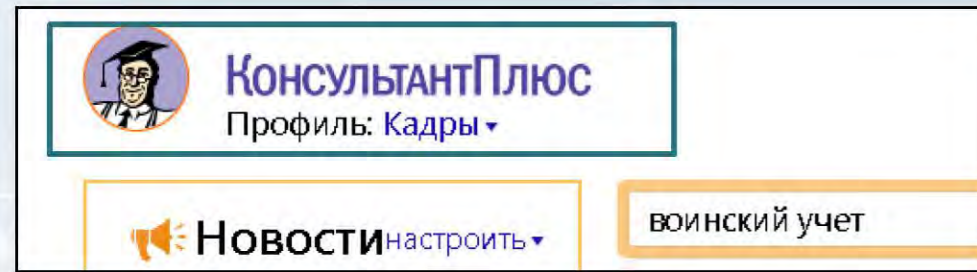 КонсультантПлюс
Профиль: Кадры
Новости настроить
воинский учет